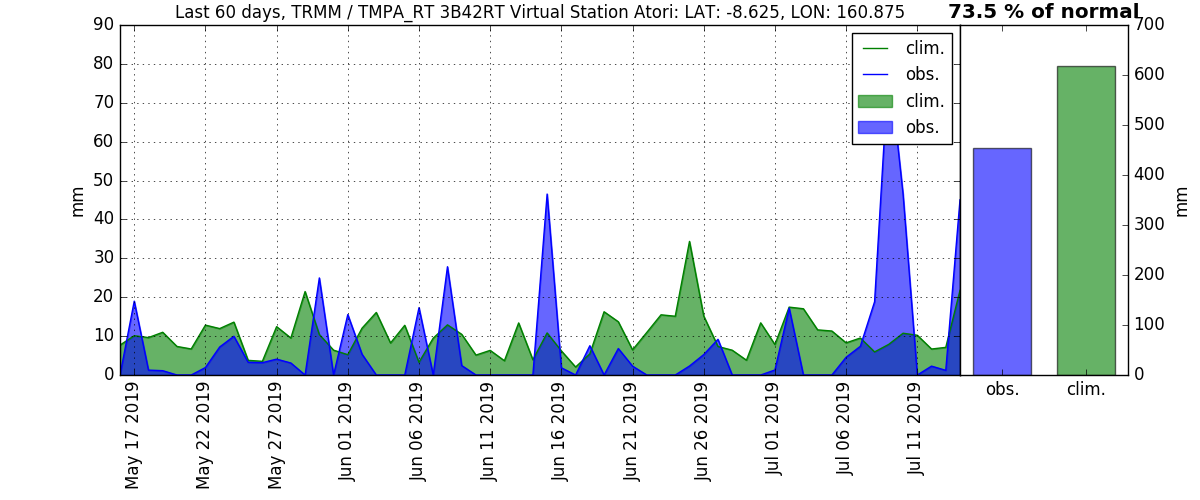 Last 60 days, TRMM / TMPA_RT 3B42RT Virtual Station Atori: LAT: -8.625, LON: 160.875
73.5 % of normal
90
80
70
60
50
40
30
20
10
0
mm
clim.
obs.
clim.
obs.
700
600
500
400
300
200
100
0
mm
May 17 2019
May 22 2019
May 27 2019
Jun 01 2019
Jun 06 2019
Jun 11 2019
Jun 16 2019
Jun 21 2019
Jun 26 2019
Jul 01 2019
Jul 06 2019
Jul 11 2019
obs.
clim.